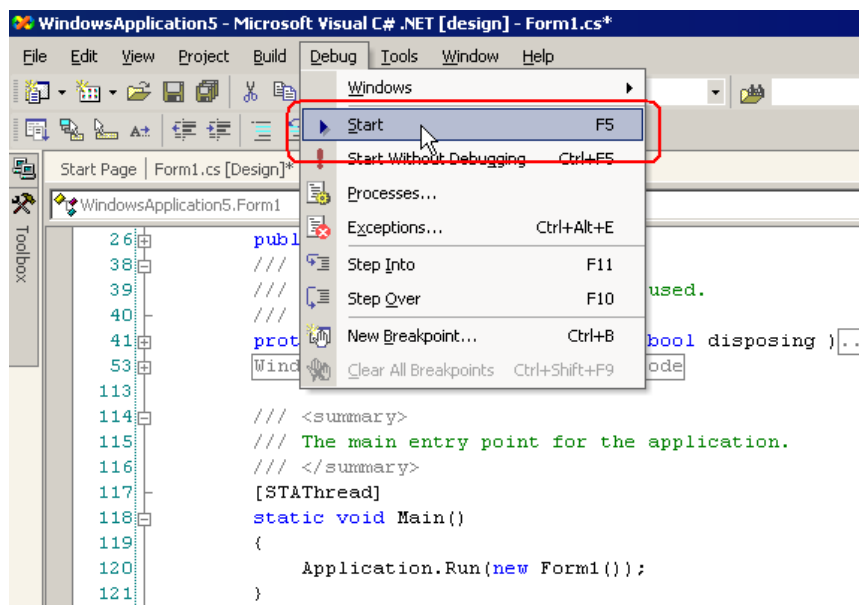 WindowsApplication5 - Microsoft Visual C# .NET [design] - Form1.cs*
File Edit View Project Build Debug Tools Window Help
Windows
Start F5
Start Without Debugging Ctrl+F5
Processes...
Exceptions... Ctrl+Alt+E
Step Into F11
Step Over F10
New Breakpoint... Ctrl+B
Clear All Breakpoints Ctrl+Shift+F9
Start Page Form1.cs [Design]*
WindowsApplication5.Form1
Toolbox
26 publ
38 ///
39 /// used.
40 ///
41 prot bool disposing )..
53 Wind ode
113
114 /// <summary>
115 /// The main entry point for the application.
116 /// </summary>
117 [STAThread]
118 static void Main()
119 {
120 Application.Run(new Form1());
121 }